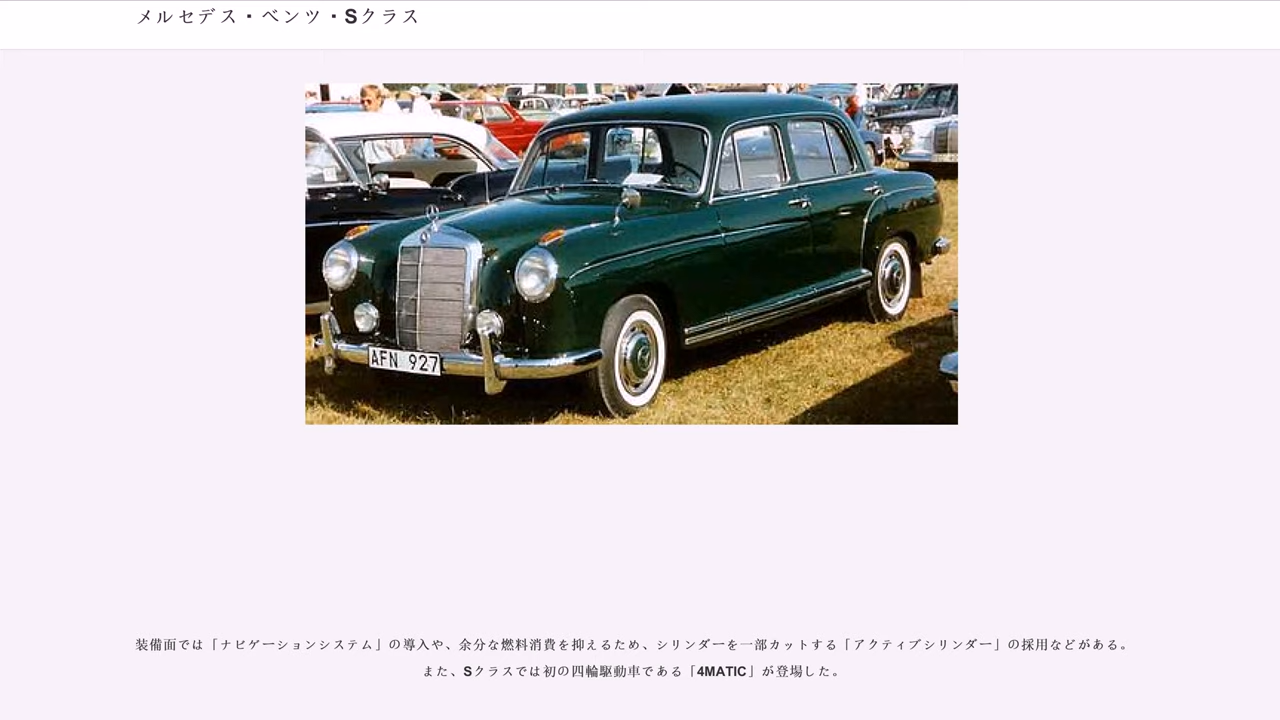 メルセデス・ベンツ・Sクラス
AFN 927
装備面では「ナビゲーションシステム」の導入や、余分な燃料消費を抑えるため、シリンダーを一部カットする「アクティブシリンダー」の採用などがある。
また、Sクラスでは初の四輪駆動車である「4MATIC」が登場した。